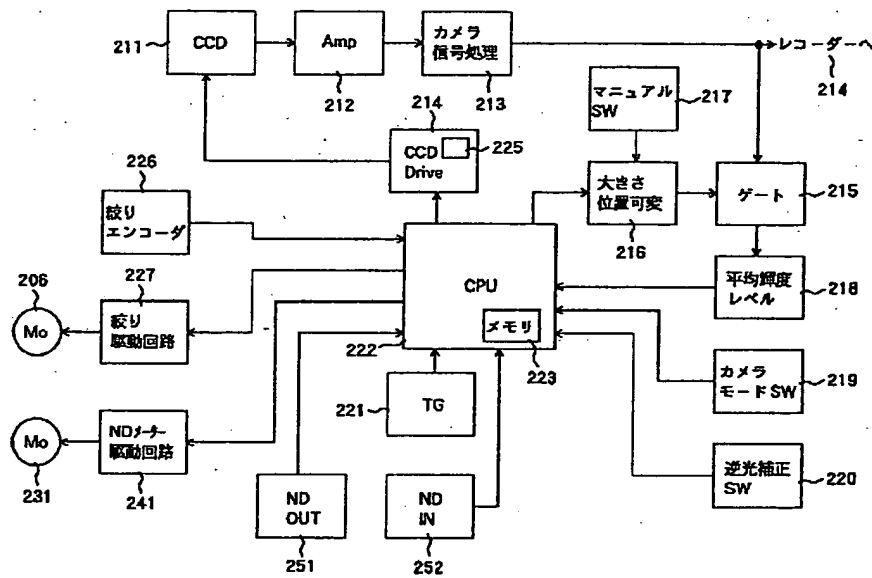 211
CCD
Amp
212
カメラ
信号処理
213
レコーダーへ
214
マニュアル
SW
217
214
CCD
Drive
225
226
絞り
エンコーダ
大きさ
位置可変
216
ゲート
215
206
Mo
227
絞り
駆動回路
CPU
222
メモリ
223
平均輝度
レベル
218
221
TG
カメラ
モードSW
219
Mo
231
NDメーター
駆動回路
241
ND
OUT
251
ND
IN
252
逆光補正
SW
220